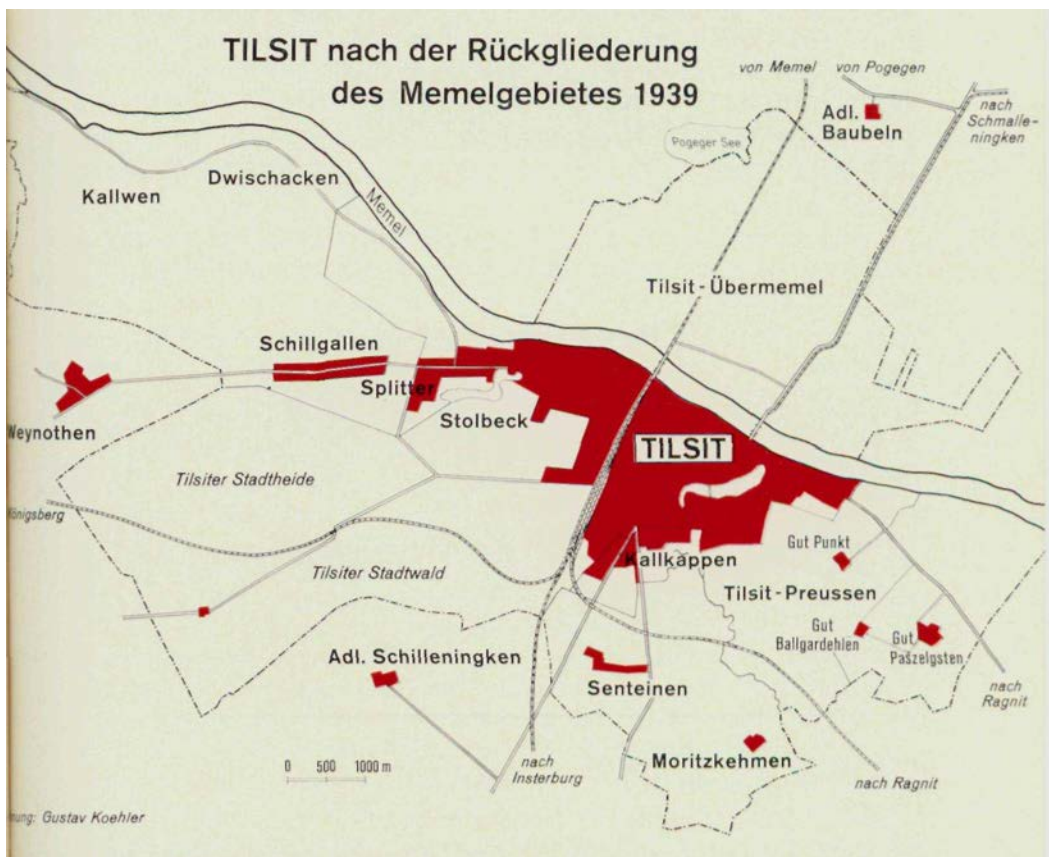 TILSIT nach der Rückgliederung
des Memelgebietes 1939
von Memel
von Pogegen
nach
Schmalle-
ningken
Adl.
Baubeln
Pogeger See
Kallwen
Dwischacken
Memel
Tilsit-Übermemel
Schillgallen
Splitter
Stolbeck
Weynothen
TILSIT
Tilsiter Stadtheide
Königsberg
Tilsiter Stadtwald
Kallkappen
Gut Punkt
Tilsit-Preussen
Gut
Ballgardehlen
Gut
Paszelgsten
Adl. Schilleningken
Senteinen
nach
Ragnit
Moritzkehmen
nach
Insterburg
nach Ragnit
0 500 1000 m
Gustav Koehler